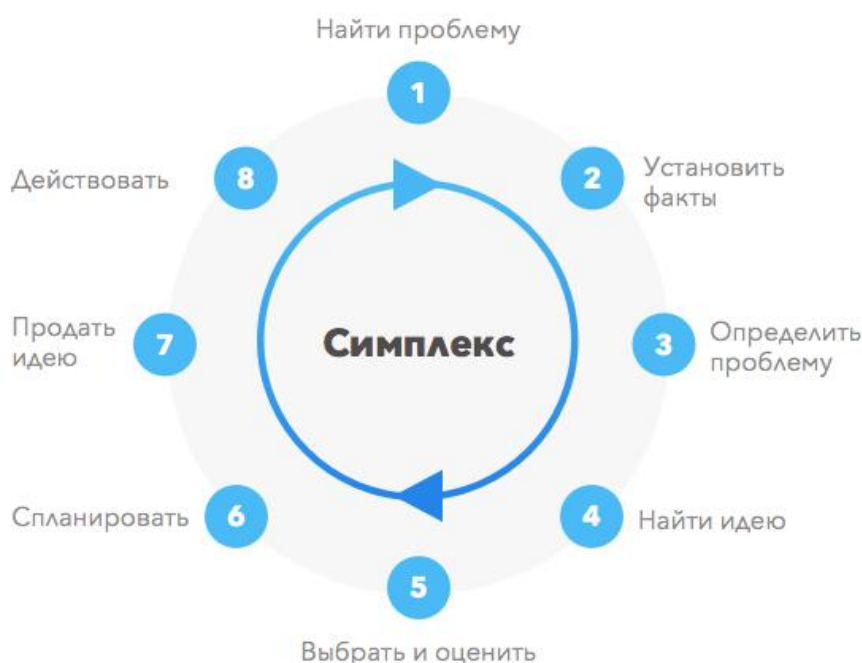 Найти проблему
1
8
2
Действовать
Установить
факты
Продать
идею
7
Симплекс
3
Определить
проблему
Спланировать
6
4
Найти идею
5
Выбрать и оценить